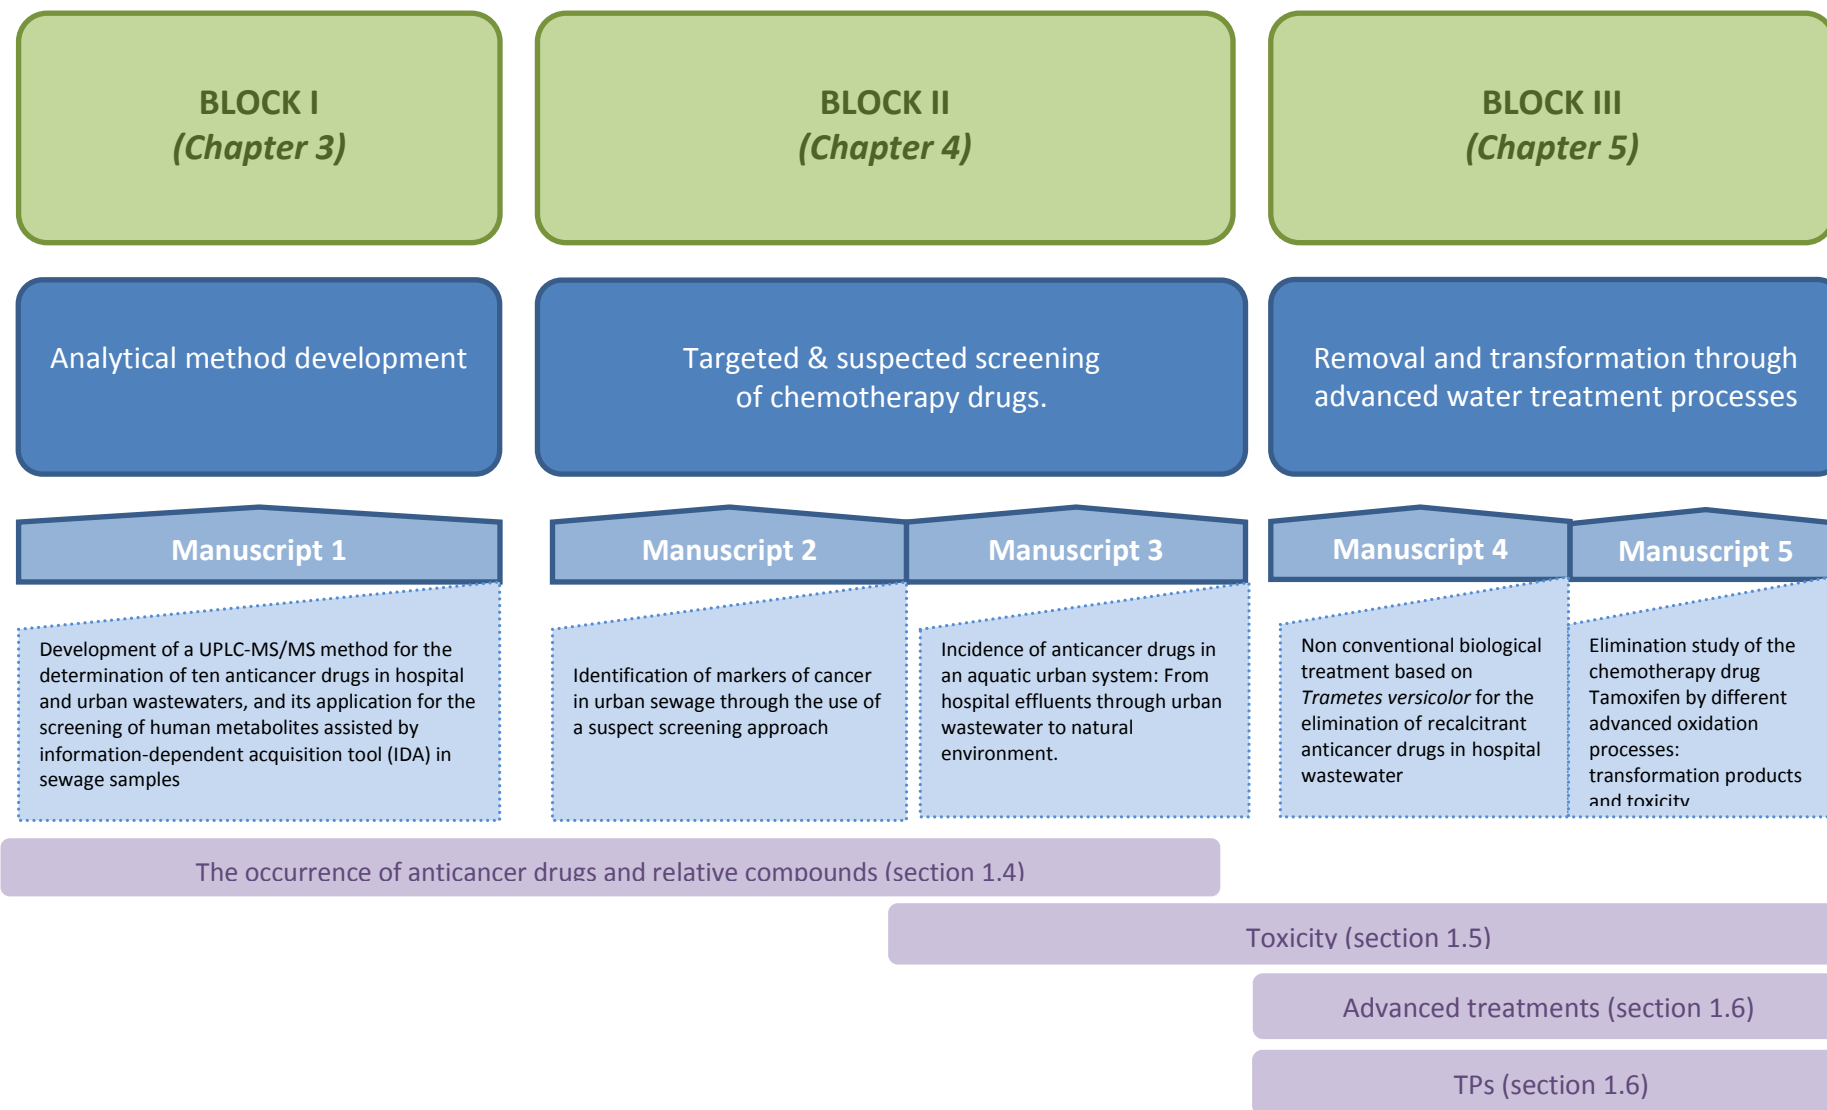 BLOCK I
(Chapter 3)
BLOCK II
(Chapter 4)
BLOCK III
(Chapter 5)
Analytical method development
Targeted & suspected screening
of chemotherapy drugs.
Removal and transformation through
advanced water treatment processes
Manuscript 1
Manuscript 2
Manuscript 3
Manuscript 4
Manuscript 5
Development of a UPLC-MS/MS method for the
determination of ten anticancer drugs in hospital
and urban wastewaters, and its application for the
screening of human metabolites assisted by
information-dependent acquisition tool (IDA) in
sewage samples
Identification of markers of cancer
in urban sewage through the use of
a suspect screening approach
Incidence of anticancer drugs in
an aquatic urban system: From
hospital effluents through urban
wastewater to natural
environment.
Non conventional biological
treatment based on
Trametes versicolor for the
elimination of recalcitrant
anticancer drugs in hospital
wastewater
Elimination study of the
chemotherapy drug
Tamoxifen by different
advanced oxidation
processes:
transformation products
and toxicity
The occurrence of anticancer drugs and relative compounds (section 1.4)
Toxicity (section 1.5)
Advanced treatments (section 1.6)
TPs (section 1.6)